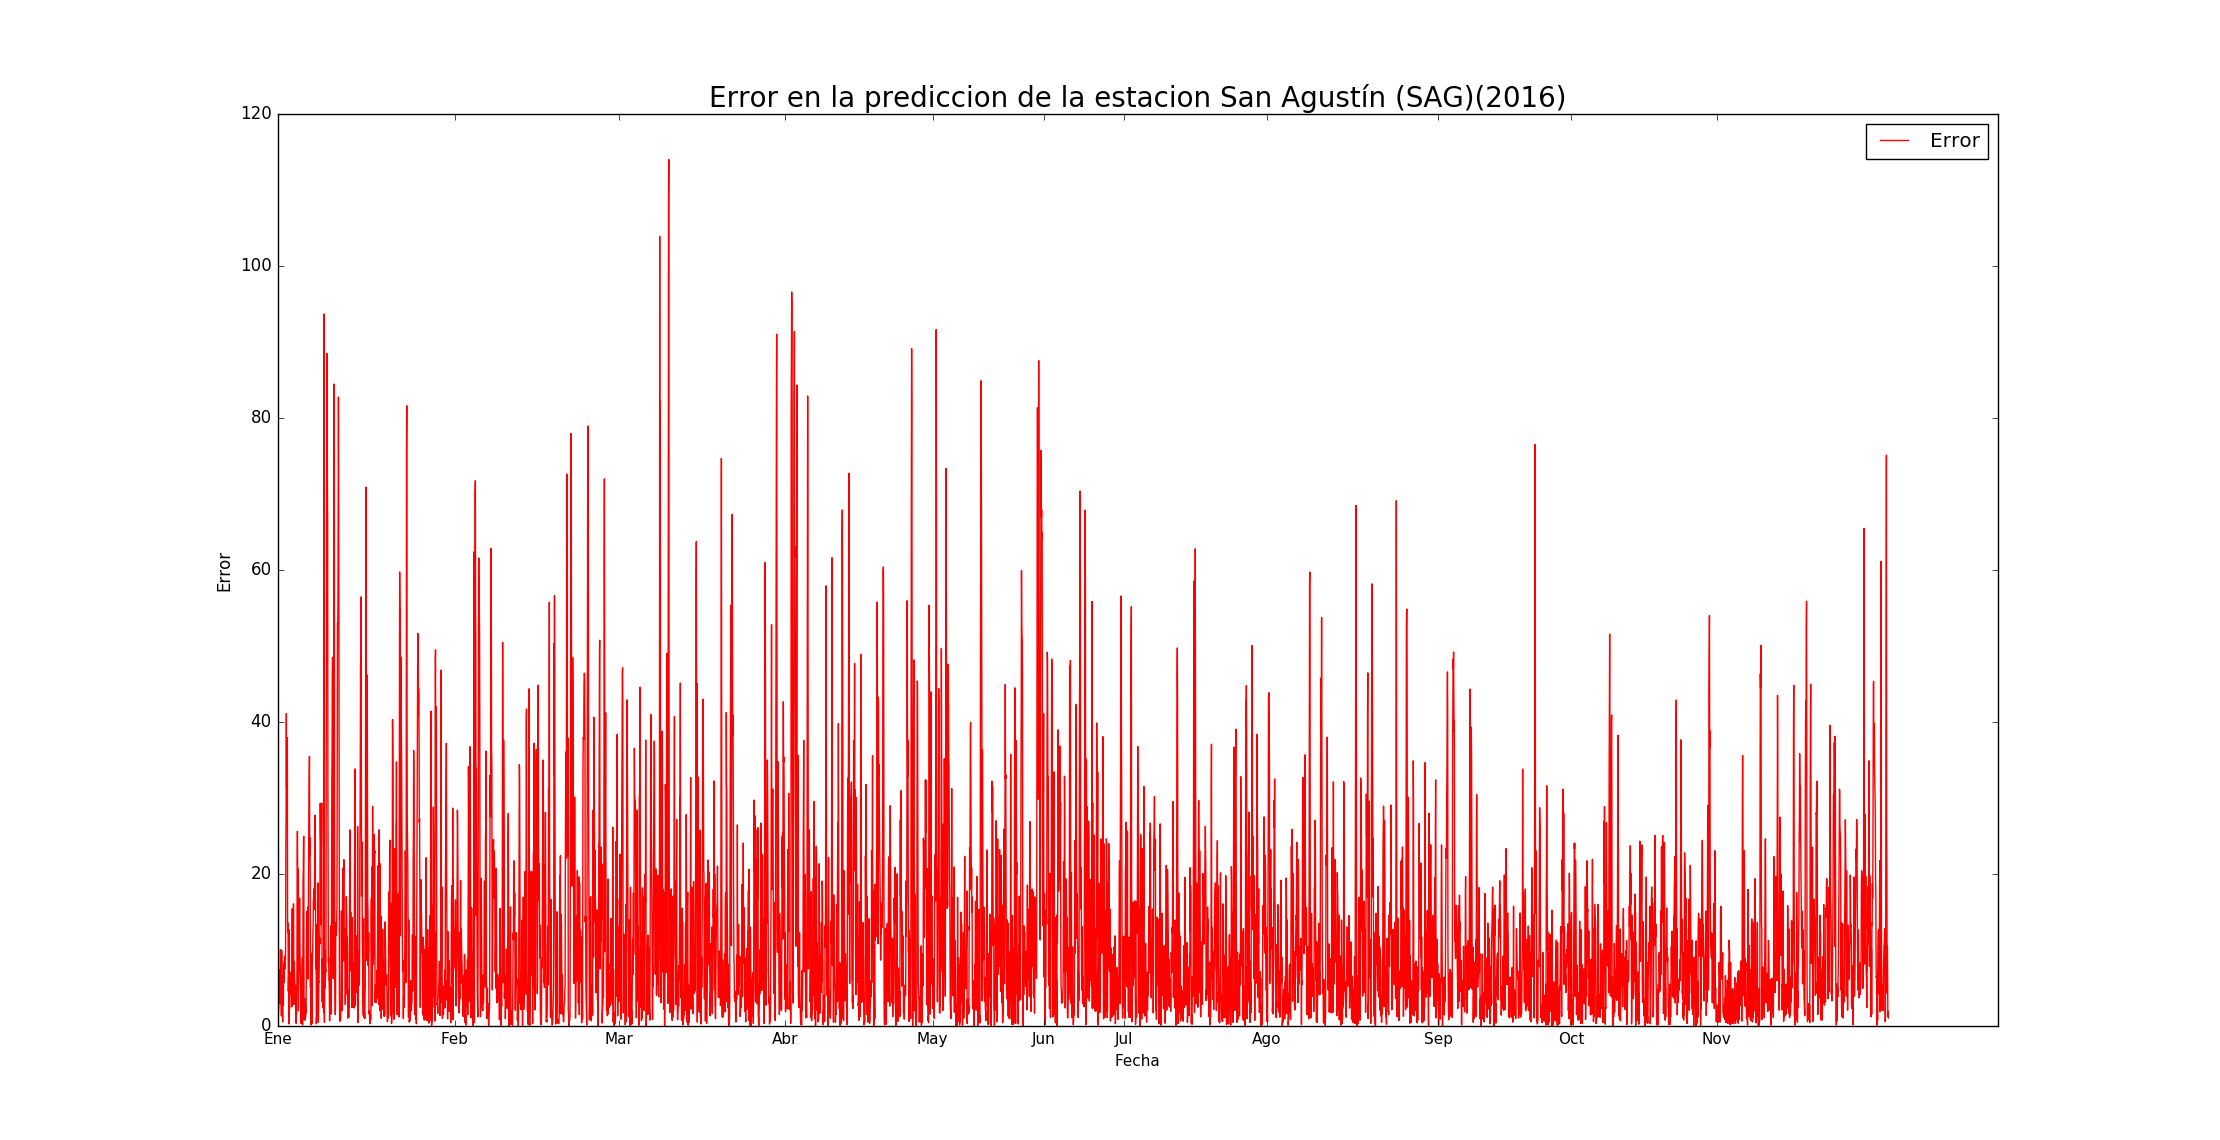 Error en la prediccion de la estacion San Agustín (SAG)(2016)
Error
120
100
80
60
40
20
0
Error
Ene Feb Mar Abr May Jun Jul Ago Sep Oct Nov
Fecha